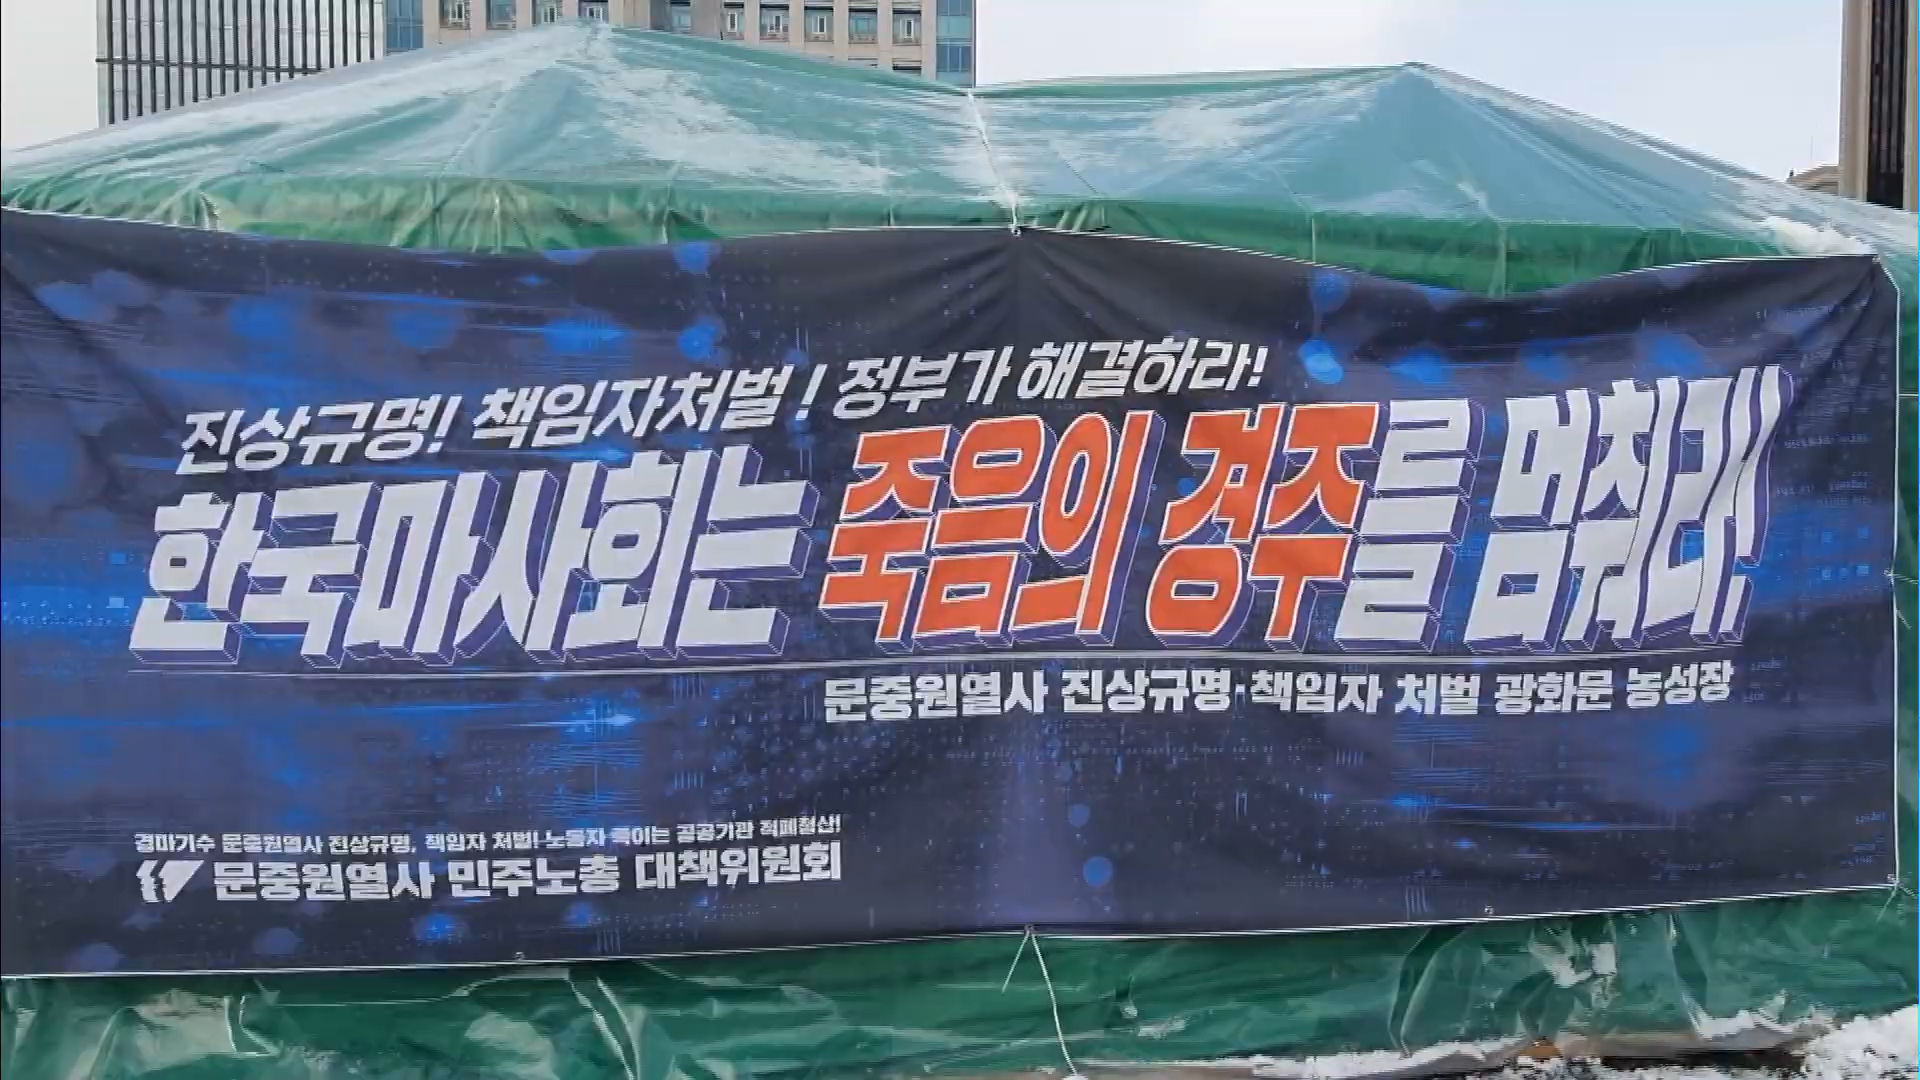 진상규명! 책임자처벌! 정부가 해결하라!
한국마사회는 죽음의 경주를 멈춰라!
문중원열사 진상규명·책임자 처벌 광화문 농성장
경마기수 문중원열사 진상규명, 책임자 처벌! 노동자 죽이는 공공기관 적폐청산!
문중원열사 민주노총 대책위원회